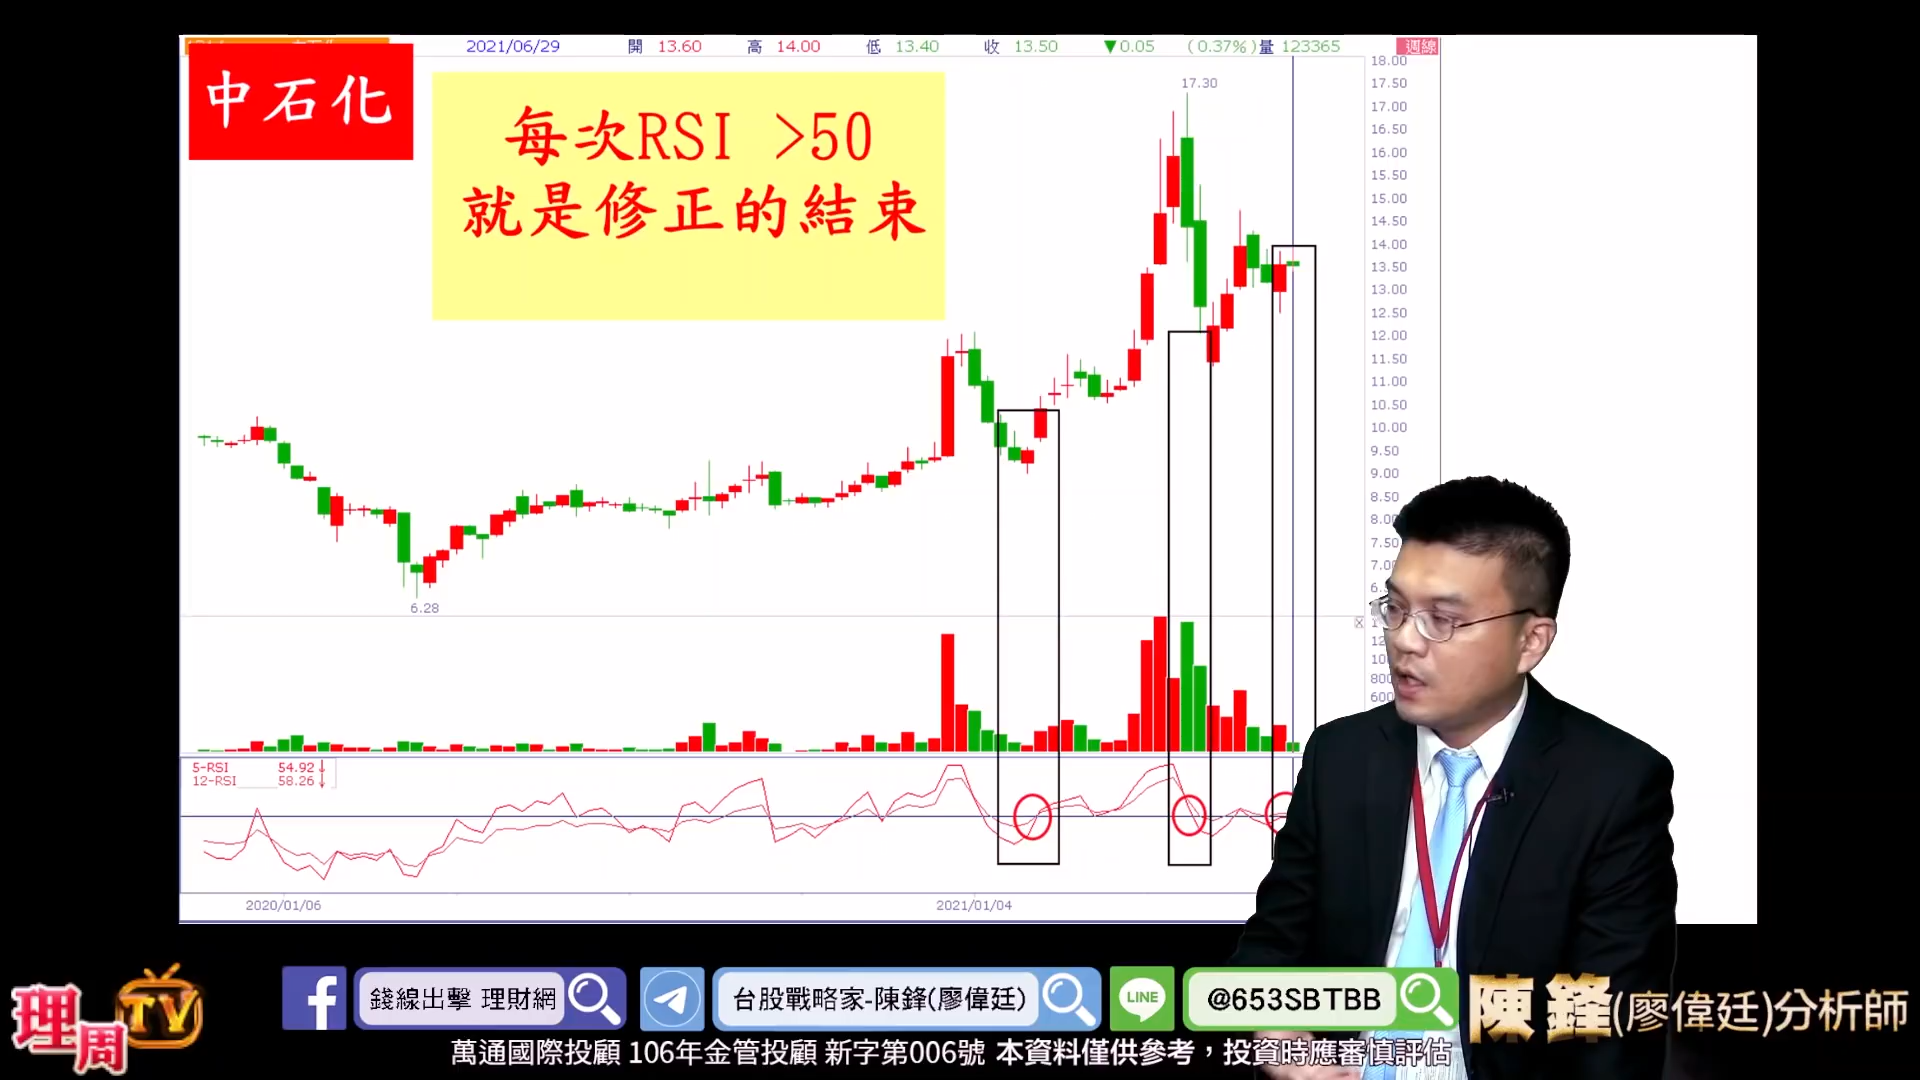 2021/06/29 開 13.60 高 14.00 低 13.40 收 13.50 ▼0.05 (0.37%)量 123365 週線
中石化
每次RSI >50
就是修正的結束
17.30
6.28
18.00
17.50
17.00
16.50
16.00
15.50
15.00
14.50
14.00
13.50
13.00
12.50
12.00
11.50
11.00
10.50
10.00
9.50
9.00
8.50
8.00
7.50
5-RSI 54.92↓
12-RSI 58.26↓
2020/01/06 2021/01/04
理周TV
錢線出擊 理財網
台股戰略家-陳鋒(廖偉廷)
LINE
@653SBTBB
陳鋒(廖偉廷)分析師
萬通國際投顧 106年金管投顧 新字第006號 本資料僅供參考，投資時應審慎評估